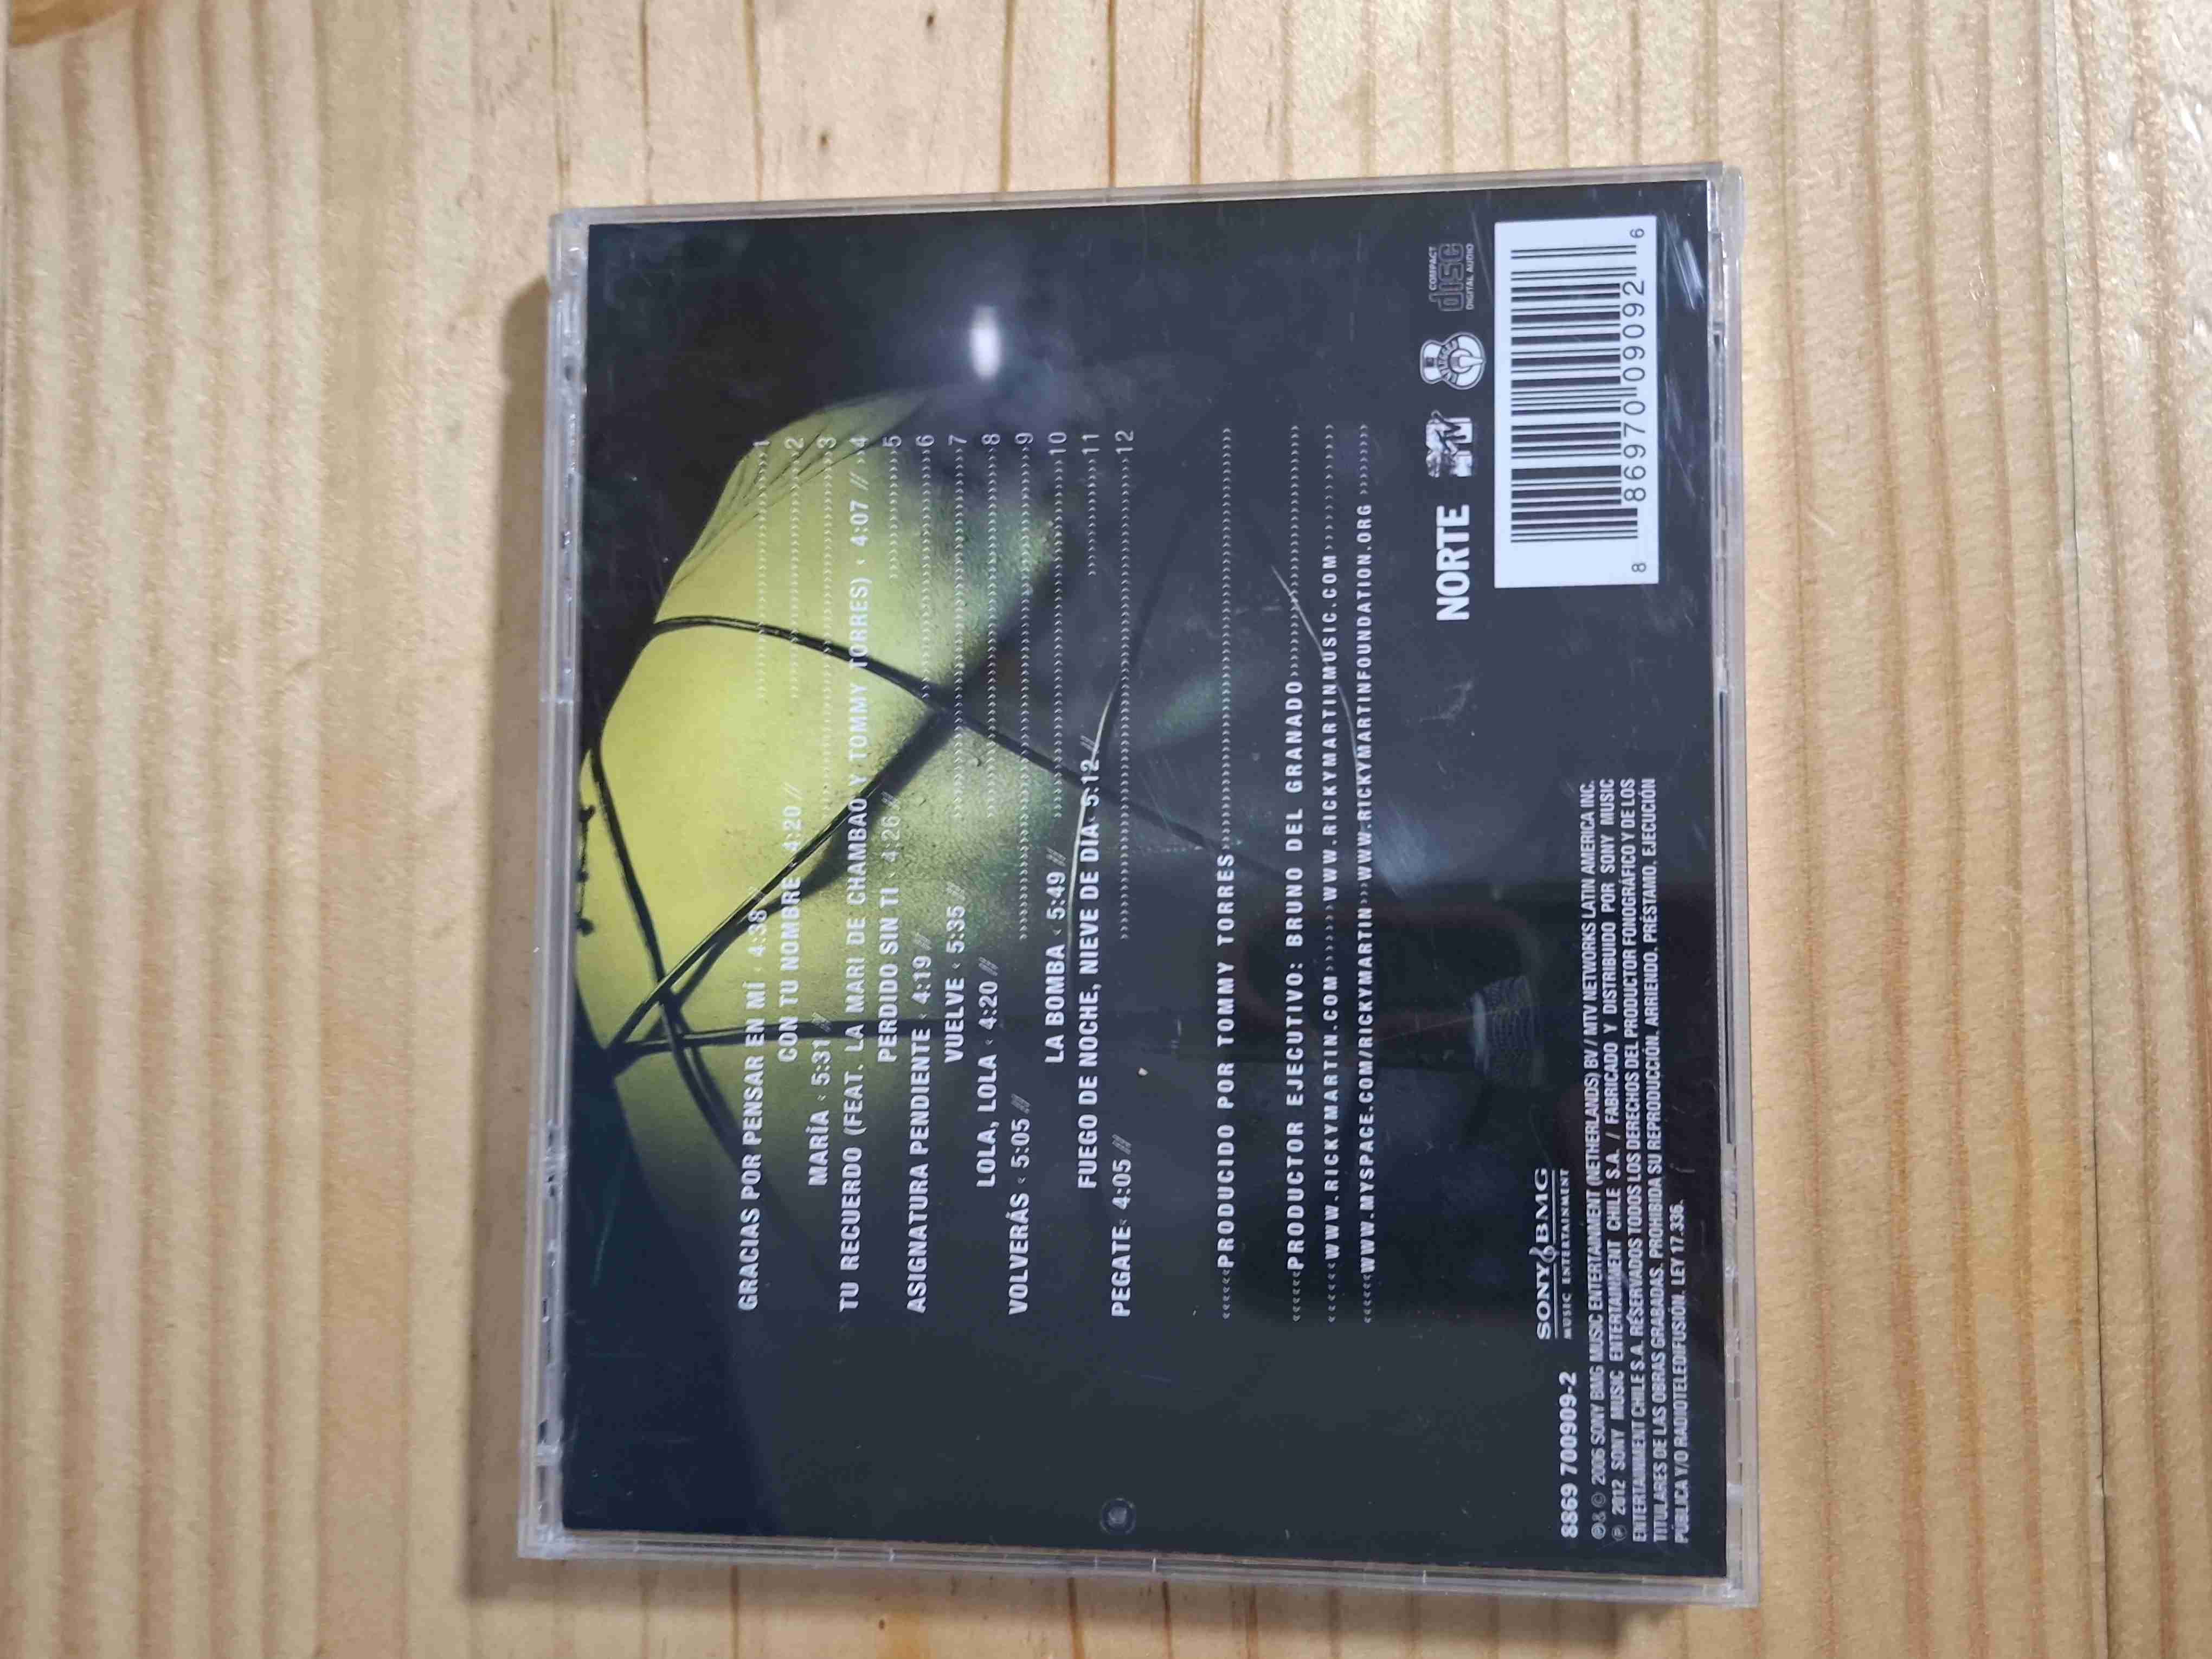 GRACIAS POR PENSAR EN MÍ ‹ 4:38 // 1
CON TU NOMBRE ‹ 4:20 // 2
MARÍA ‹ 5:31 // 3
TU RECUERDO (FEAT. LA MARI DE CHAMBAO Y TOMMY TORRES) ‹ 4:07 // 4
PERDIDO SIN TI ‹ 4:26 // 5
ASIGNATURA PENDIENTE ‹ 4:19 // 6
VUELVE ‹ 5:35 // 7
LOLA, LOLA ‹ 4:20 // 8
VOLVERÁS ‹ 5:05 // 9
LA BOMBA ‹ 5:49 // 10
FUEGO DE NOCHE, NIEVE DE DÍA ‹ 5:12 // 11
PEGATE ‹ 4:05 // 12
PRODUCIDO POR TOMMY TORRES
PRODUCTOR EJECUTIVO: BRUNO DEL GRANADO
WWW.RICKYMARTIN.COM›››››WWW.RICKYMARTINMUSIC.COM
WWW.MYSPACE.COM/RICKYMARTIN››WWW.RICKYMARTINFOUNDATION.ORG
NORTE
MTV
COMPACT
disc
DIGITAL AUDIO
8 86970 09092 6
8869 700909-2
SONY BMG
MUSIC ENTERTAINMENT
℗& © 2006 SONY BMG MUSIC ENTERTAINMENT (NETHERLANDS) BV / MTV NETWORKS LATIN AMERICA INC.
℗ 2012 SONY MUSIC ENTERTAINMENT CHILE S.A. / FABRICADO Y DISTRIBUIDO POR SONY MUSIC
ENTERTAINMENT CHILE S.A. RESERVADOS TODOS LOS DERECHOS DEL PRODUCTOR FONOGRÁFICO Y DE LOS
TITULARES DE LAS OBRAS GRABADAS. PROHIBIDA SU REPRODUCCIÓN, ARRIENDO, PRÉSTAMO, EJECUCIÓN
PÚBLICA Y/O RADIOTELEDIFUSIÓN. LEY 17.336.